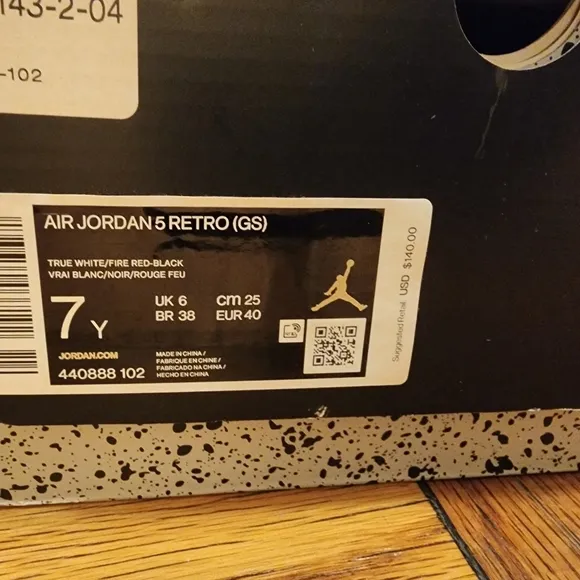 143-2-04
-102
AIR JORDAN 5 RETRO (GS)
TRUE WHITE/FIRE RED-BLACK
VRAI BLANC/NOIR/ROUGE FEU
7 Y
UK 6 cm 25
BR 38 EUR 40
JORDAN.COM
440888 102
MADE IN CHINA /
FABRIQUE EN CHINE /
FABRICADO NA CHINA /
HECHO EN CHINA
Suggested Retail USD $140.00